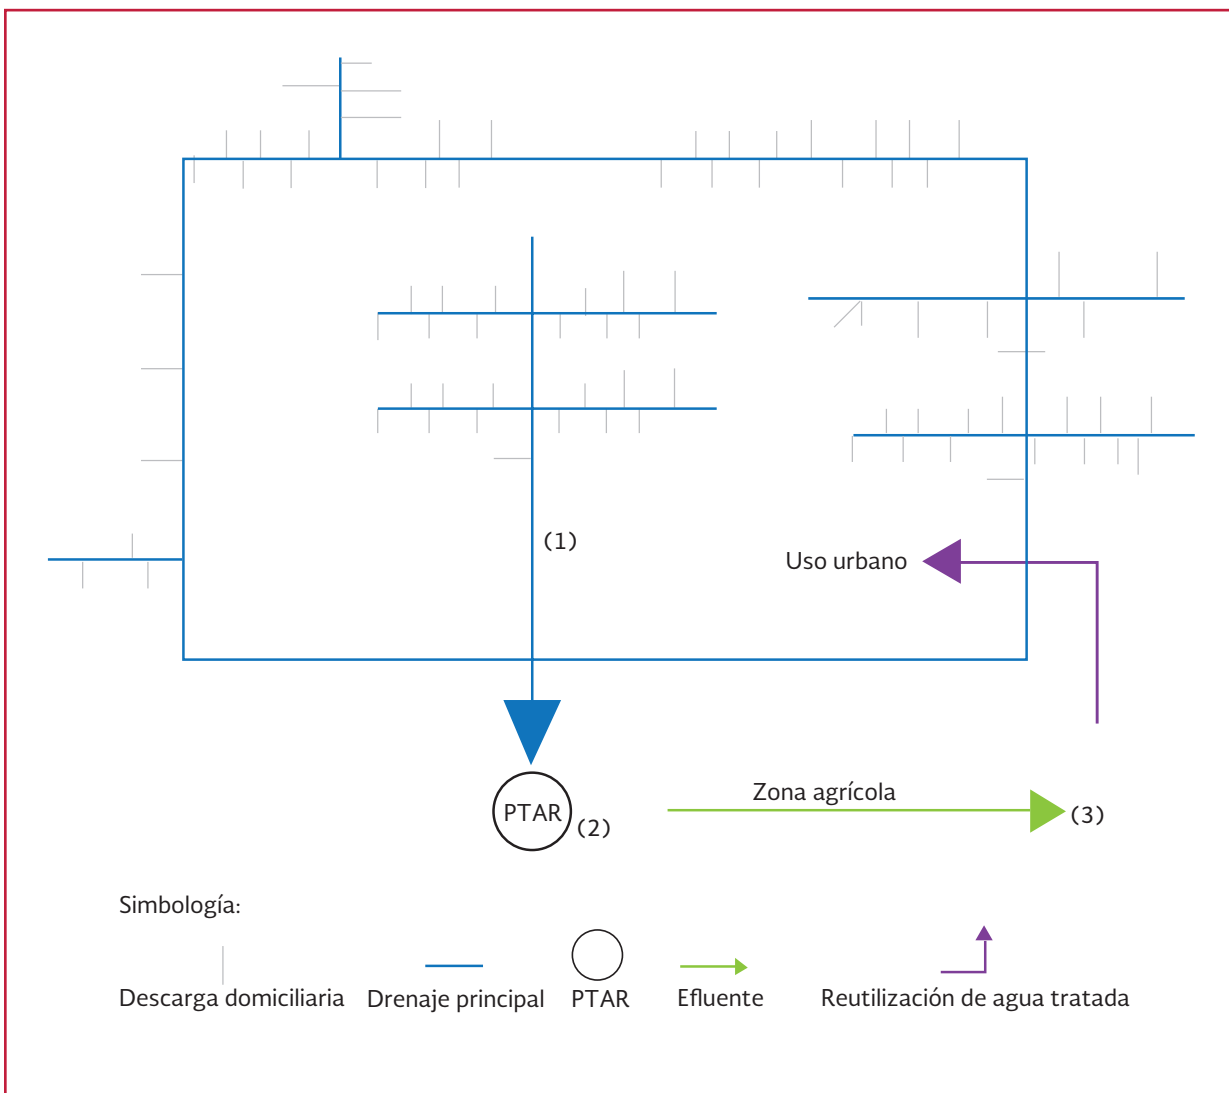 (1)
Uso urbano
Zona agrícola
PTAR
(2)
(3)
Simbología:
Descarga domiciliaria
Drenaje principal
PTAR
Efluente
Reutilización de agua tratada